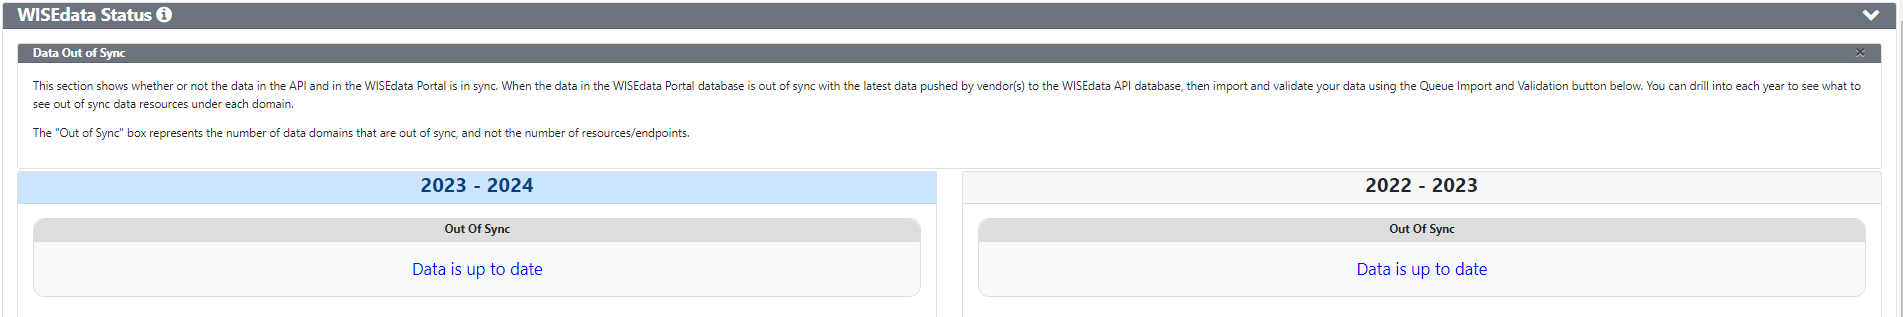 WISEdata Status
Data Out of Sync
This section shows whether or not the data in the API and in the WISEdata Portal is in sync. When the data in the WISEdata Portal database is out of sync with the latest data pushed by vendor(s) to the WISEdata API database, then import and validate your data using the Queue Import and Validation button below. You can drill into each year to see what to
see out of sync data resources under each domain.
The "Out of Sync" box represents the number of data domains that are out of sync, and not the number of resources/endpoints.
2023 - 2024
Out Of Sync
Data is up to date
2022 - 2023
Out Of Sync
Data is up to date